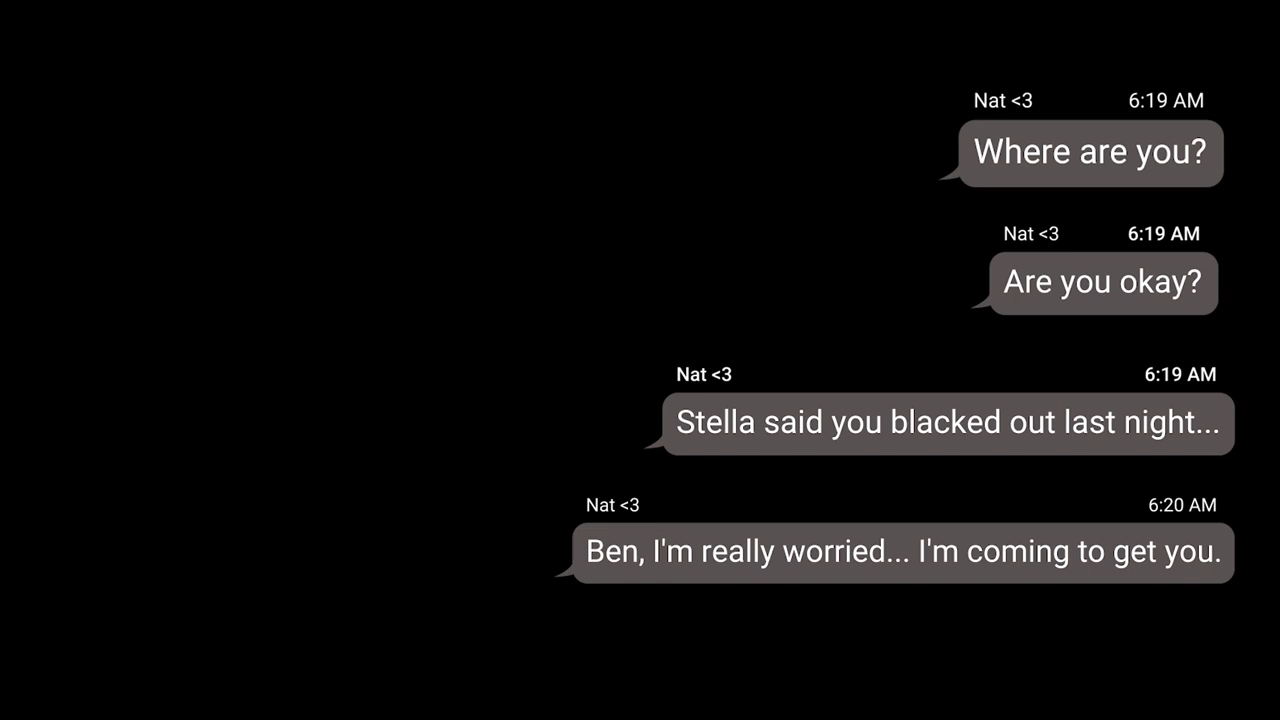 Nat <3 6:19 AM
Where are you?
Nat <3 6:19 AM
Are you okay?
Nat <3 6:19 AM
Stella said you blacked out last night...
Nat <3 6:20 AM
Ben, I'm really worried... I'm coming to get you.